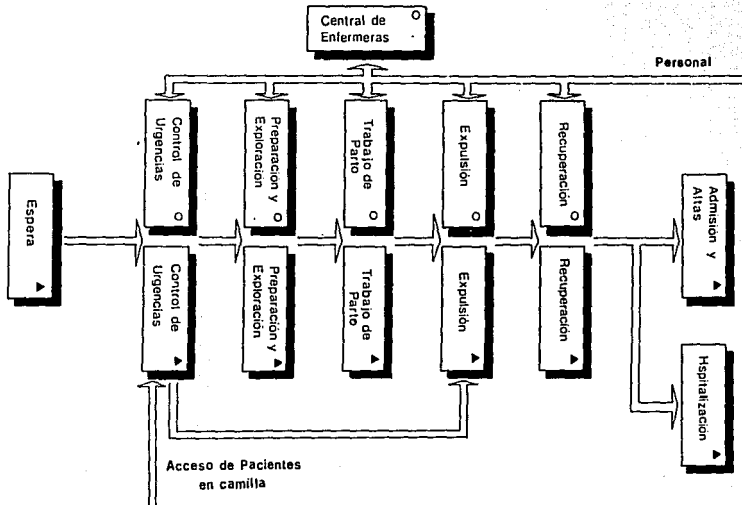 Central de
Enfermeras
Personal
Control de
Urgencias
Preparación y
Exploración
Trabajo de
Parto
Expulsión
Recuperación
Espera
Control de
Urgencias
Preparación y
Exploración
Trabajo de
Parto
Expulsión
Recuperación
Admisión y
Altas
Hspitalización
Acceso de Pacientes
en camilla